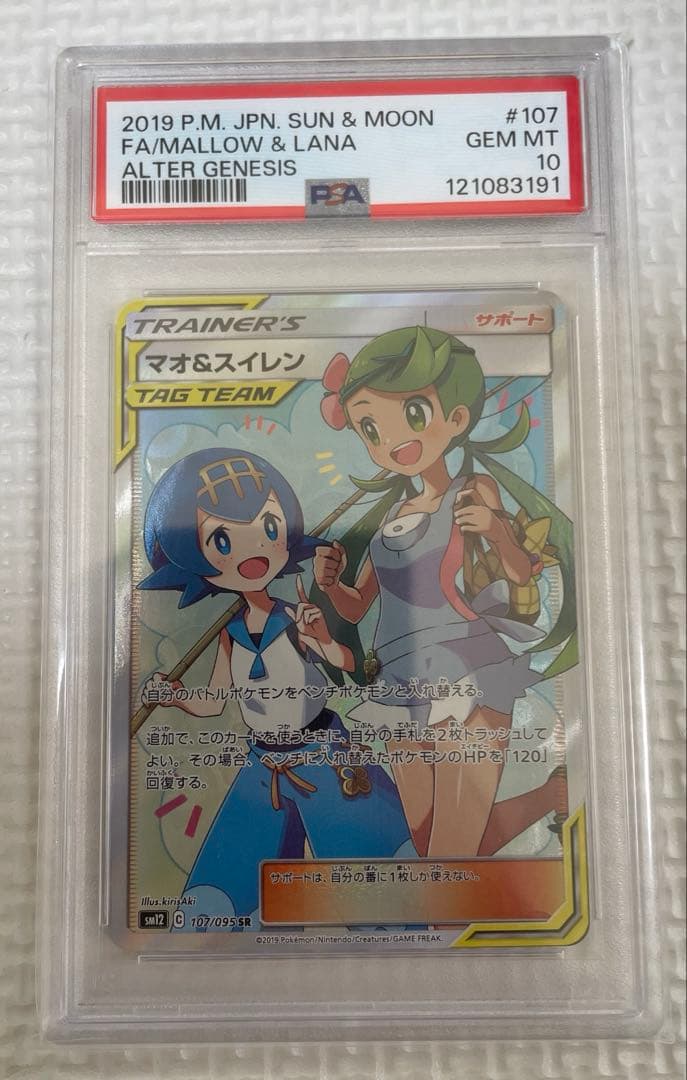 2019 P.M. JPN. SUN & MOON #107
FA/MALLOW & LANA GEM MT
ALTER GENESIS 10
PSA 121083191
TRAINER'S サポート
マオ&スイレン
TAG TEAM
自分のバトルポケモンをベンチポケモンと入れ替える。
追加で、このカードを使うときに、自分の手札を2枚トラッシュして
よい。その場合、ベンチに入れ替えたポケモンのHPを「120」
回復する。
サポートは、自分の番に1枚しか使えない。
Illus.kirisAki
sm12 C 107/095 SR
©2019 Pokémon/Nintendo/Creatures/GAME FREAK.